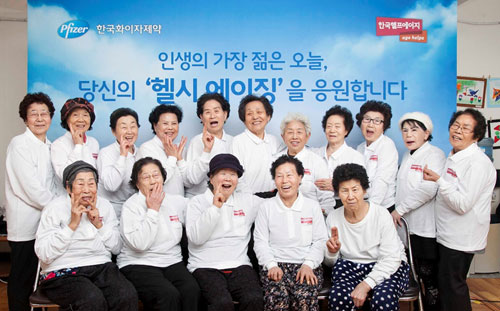 Pfizer 한국화이자제약
한국헬프에이지
age helps
인생의 가장 젊은 오늘,
당신의 '헬시 에이징'을 응원합니다